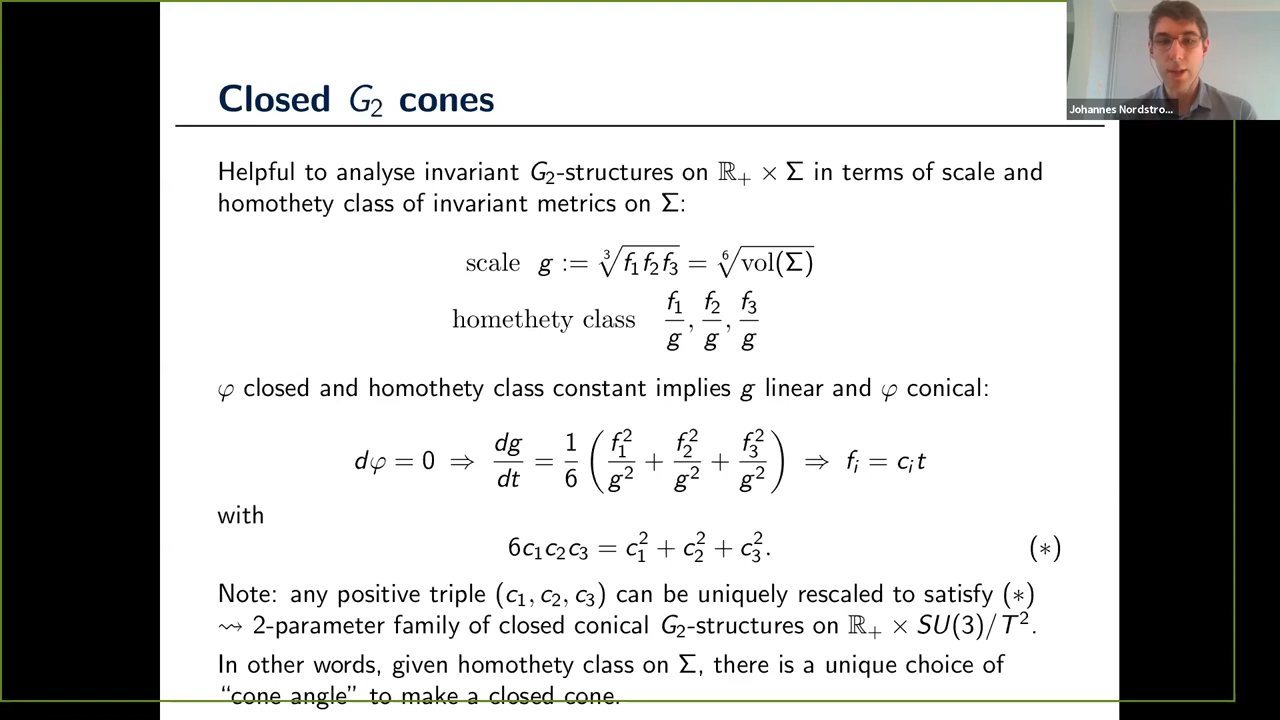 Closed G₂ cones
Johannes Nordstro...
Helpful to analyse invariant G₂-structures on ℝ₊ × Σ in terms of scale and
homothety class of invariant metrics on Σ:
scale g := ∛(f₁f₂f₃) = ⁶√(vol(Σ))
homethety class f₁/g, f₂/g, f₃/g
φ closed and homothety class constant implies g linear and φ conical:
dφ = 0 ⇒ dg/dt = 1/6 (f₁²/g² + f₂²/g² + f₃²/g²) ⇒ fᵢ = cᵢt
with
6c₁c₂c₃ = c₁² + c₂² + c₃². (∗)
Note: any positive triple (c₁, c₂, c₃) can be uniquely rescaled to satisfy (∗)
⇝ 2-parameter family of closed conical G₂-structures on ℝ₊ × SU(3)/T².
In other words, given homothety class on Σ, there is a unique choice of
“cone angle” to make a closed cone.